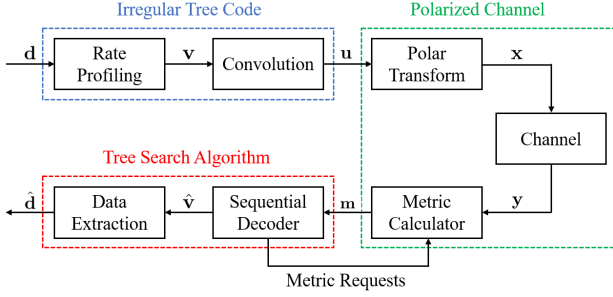 Irregular Tree Code
Polarized Channel
d
Rate
Profiling
v
Convolution
u
Polar
Transform
x
Channel
Tree Search Algorithm
d̂
Data
Extraction
v̂
Sequential
Decoder
m
Metric
Calculator
y
Metric Requests